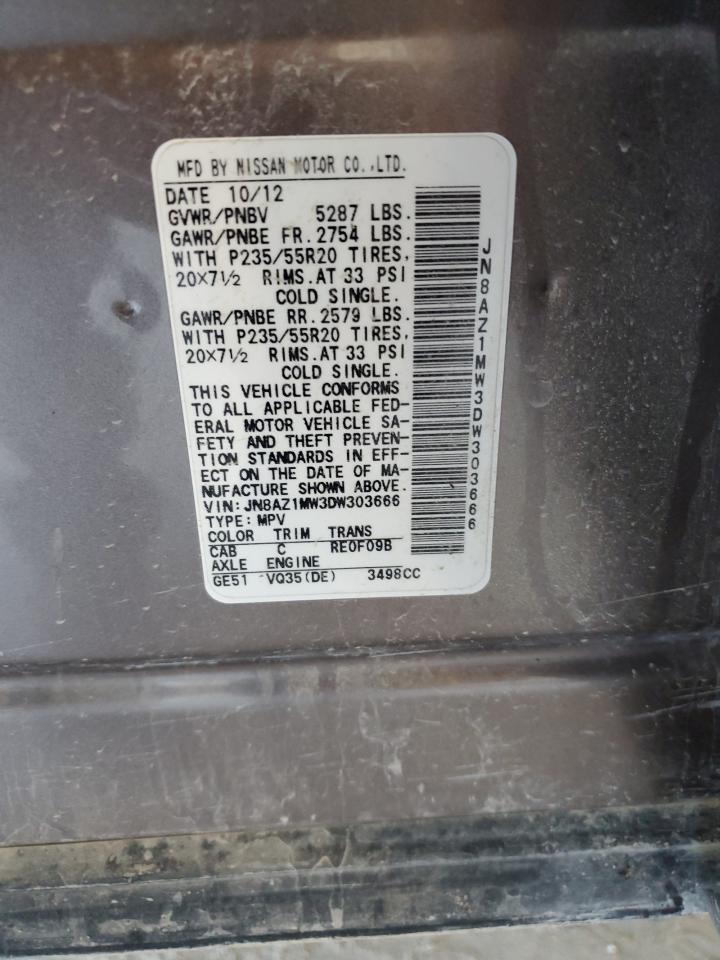 MFD BY NISSAN MOTOR CO.,LTD.
DATE 10/12
GVWR/PNBV 5287 LBS.
GAWR/PNBE FR. 2754 LBS.
WITH P235/55R20 TIRES,
20×7½ RIMS.AT 33 PSI
COLD SINGLE.
GAWR/PNBE RR. 2579 LBS.
WITH P235/55R20 TIRES,
20×7½ RIMS.AT 33 PSI
COLD SINGLE.
THIS VEHICLE CONFORMS
TO ALL APPLICABLE FED-
ERAL MOTOR VEHICLE SA-
FETY AND THEFT PREVEN-
TION STANDARDS IN EFF-
ECT ON THE DATE OF MA-
NUFACTURE SHOWN ABOVE.
VIN:JN8AZ1MW3DW303666
TYPE:MPV
COLOR TRIM TRANS
CAB C RE0F09B
AXLE ENGINE
GE51 VQ35(DE) 3498CC
JN8AZ1MW3DW303666